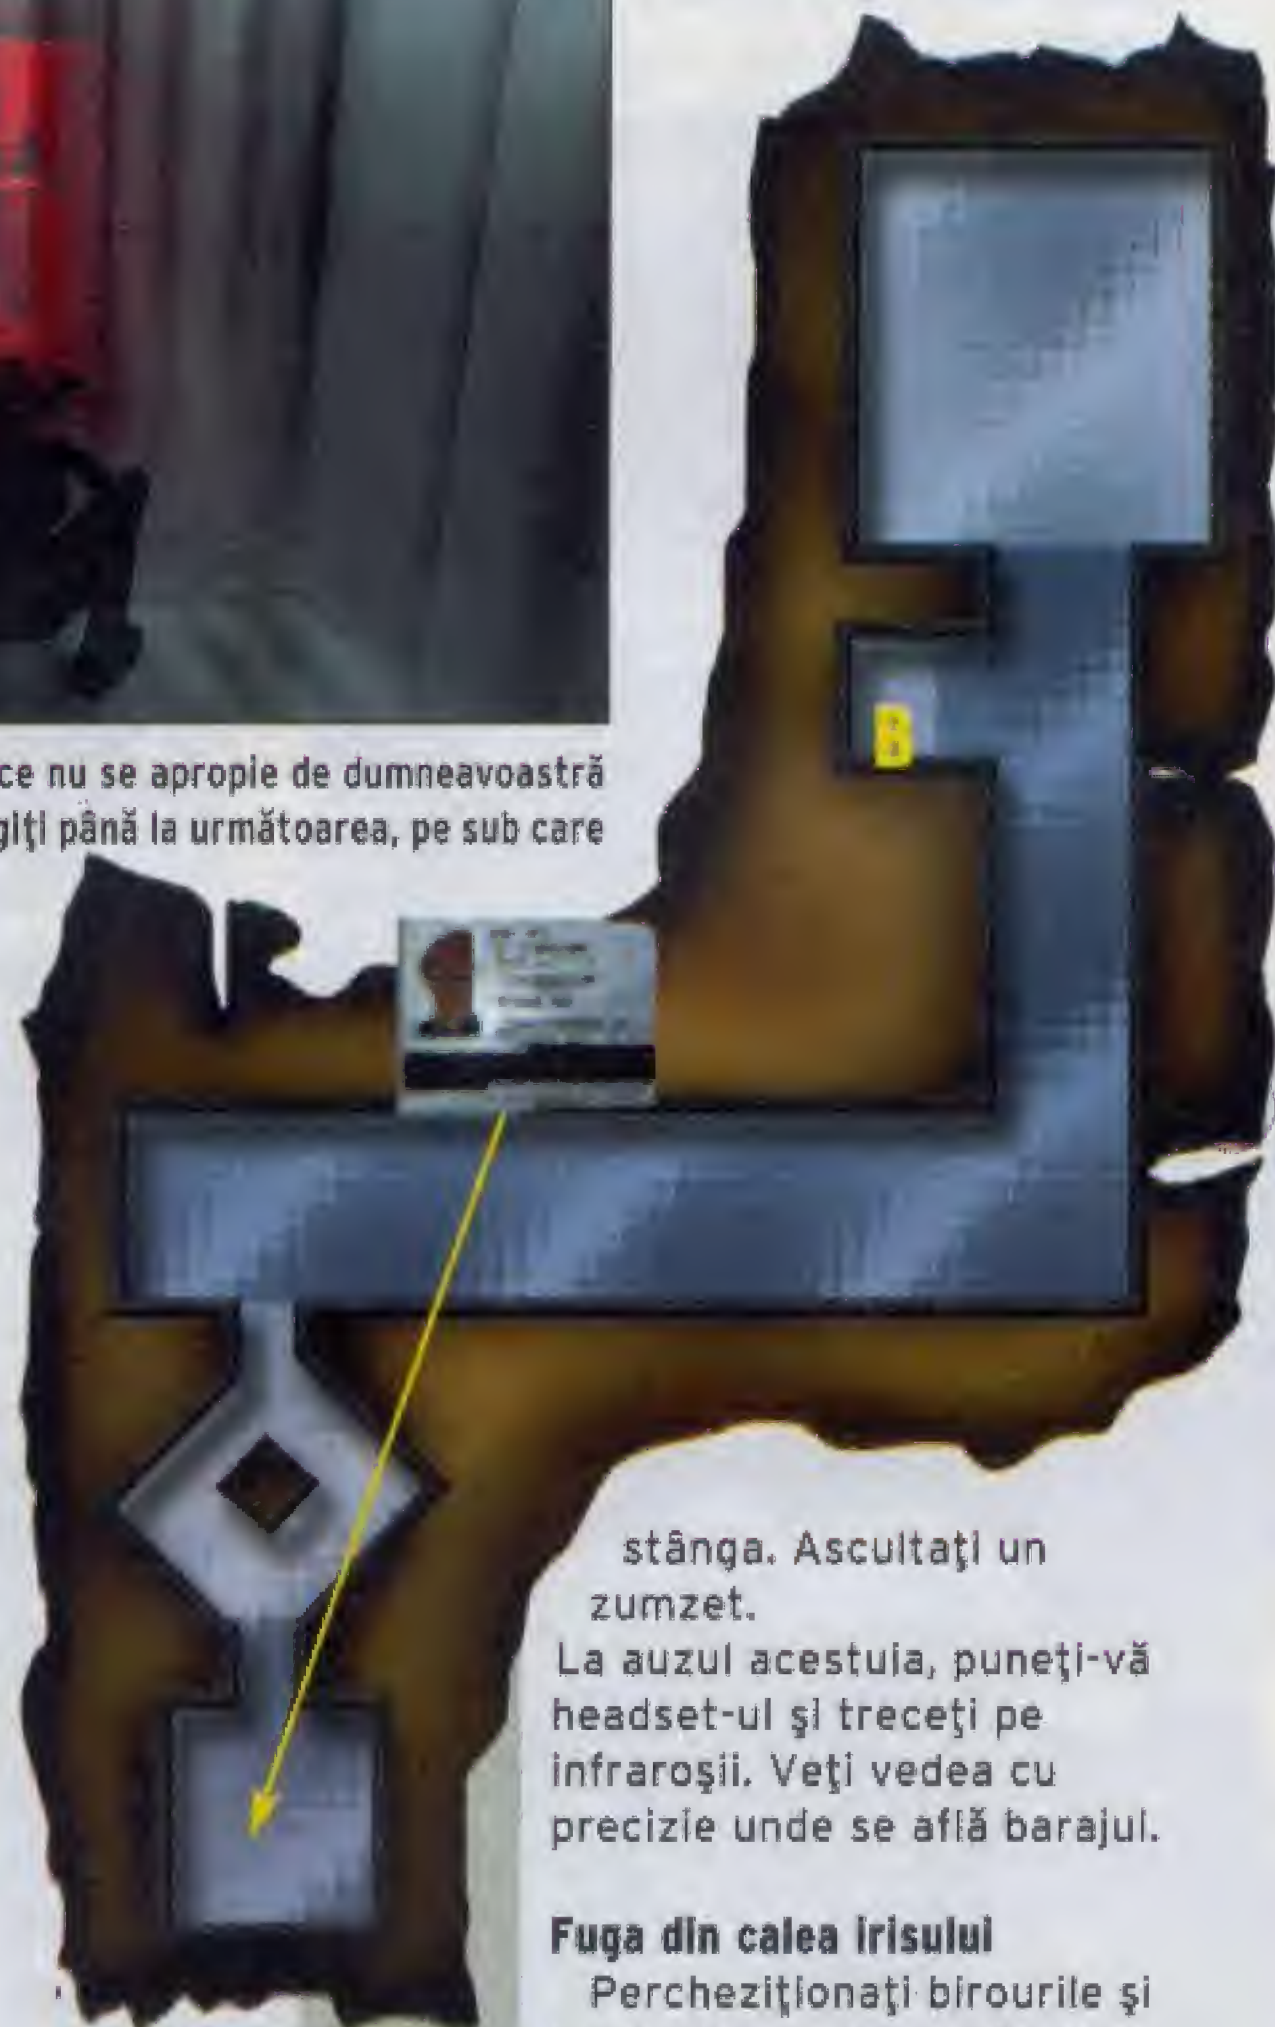 ce nu se apropie de dumneavoastră
giţi până la următoarea, pe sub care
stânga. Ascultaţi un
zumzet.
La auzul acestuia, puneţi-vă
headset-ul şi treceţi pe
infraroşii. Veţi vedea cu
precizie unde se află barajul.
Fuga din calea irisului
Percheziţionaţi birourile şi